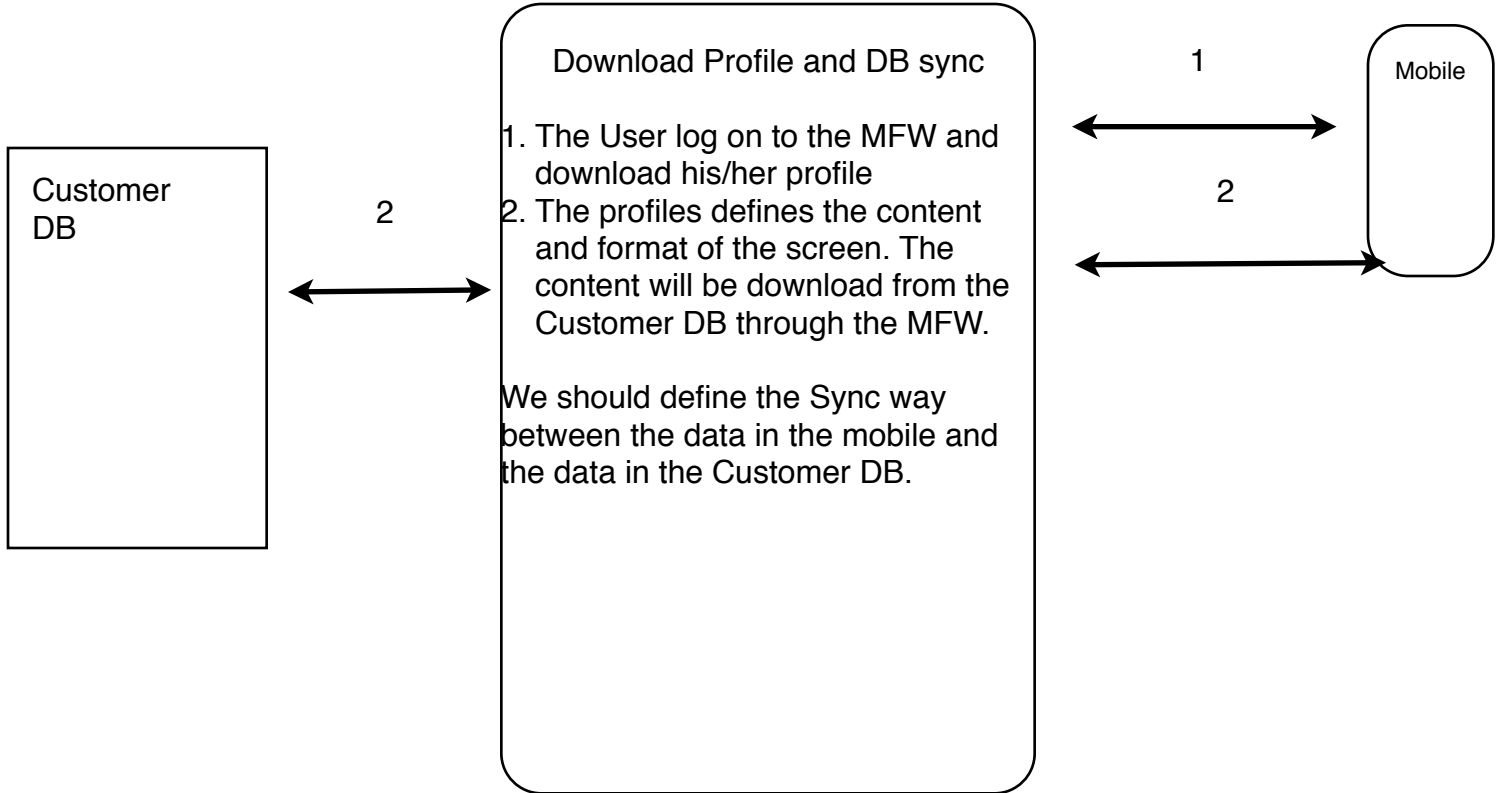 Download Profile and DB sync
1. The User log on to the MFW and
download his/her profile
2. The profiles defines the content
and format of the screen. The
content will be download from the
Customer DB through the MFW.
We should define the Sync way
between the data in the mobile and
the data in the Customer DB.
Customer
DB
2
1
2
Mobile